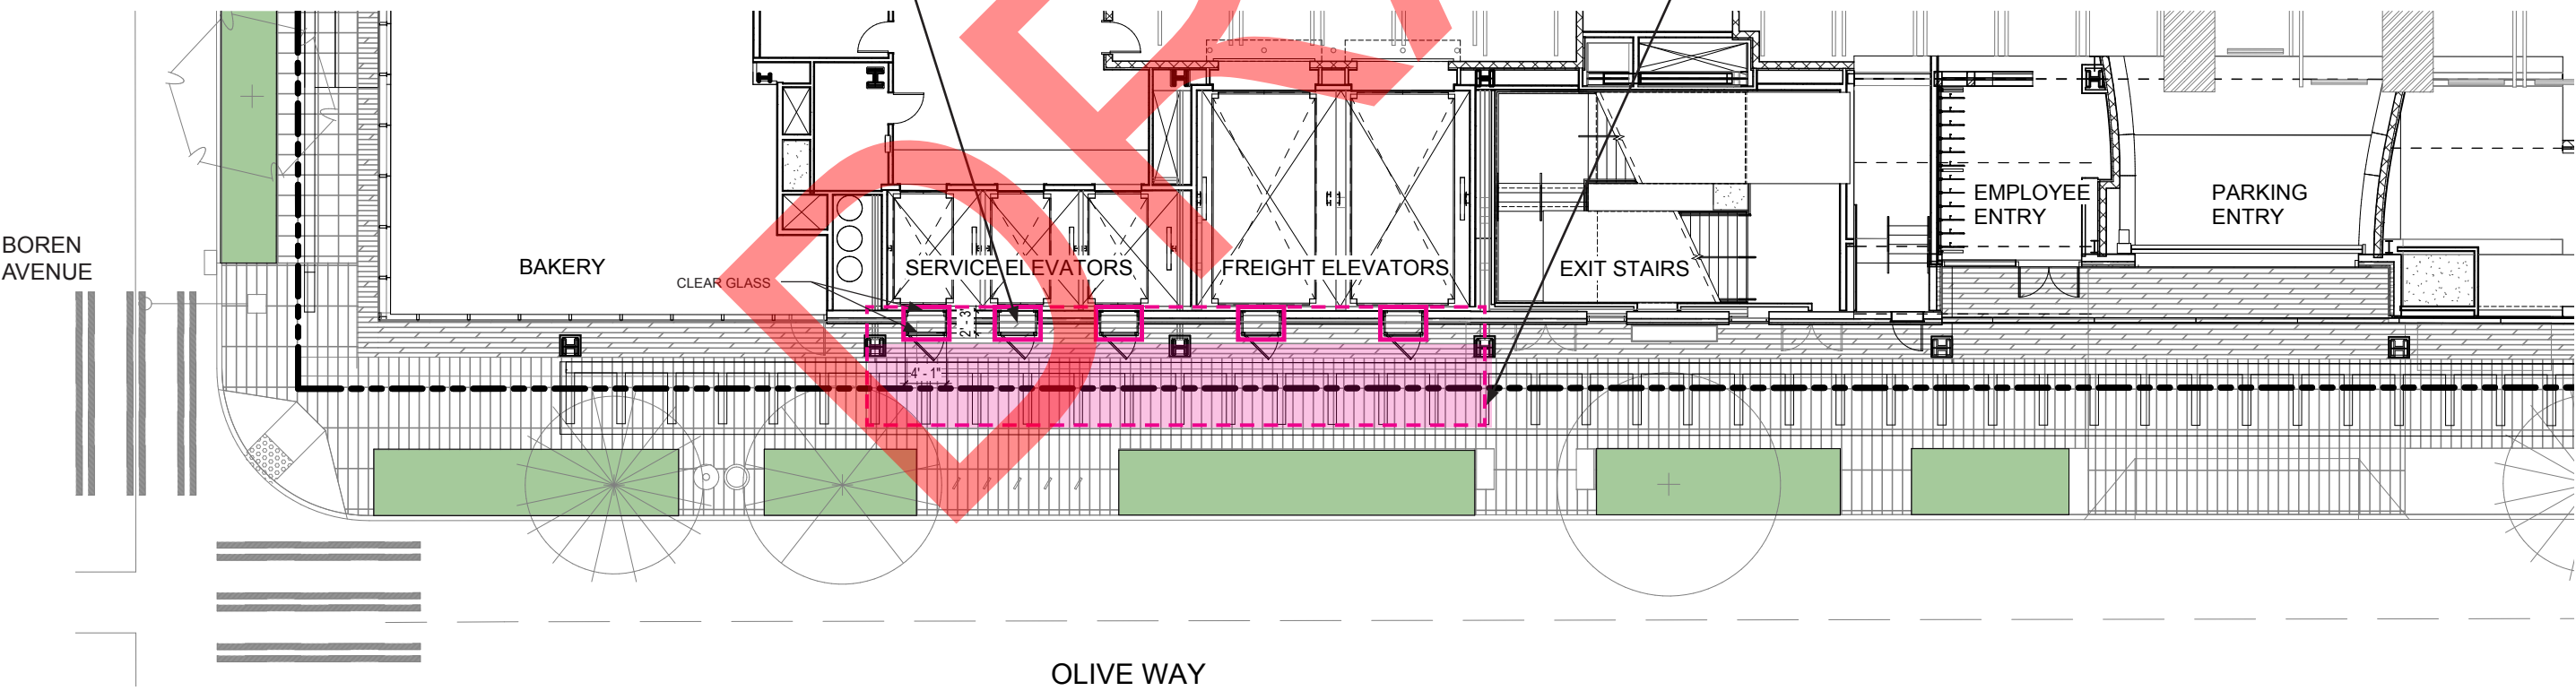 DRA
BOREN
AVENUE
BAKERY
CLEAR GLASS
SERVICE ELEVATORS
FREIGHT ELEVATORS
EXIT STAIRS
EMPLOYEE
ENTRY
PARKING
ENTRY
2' - 3"
4' - 1"
OLIVE WAY